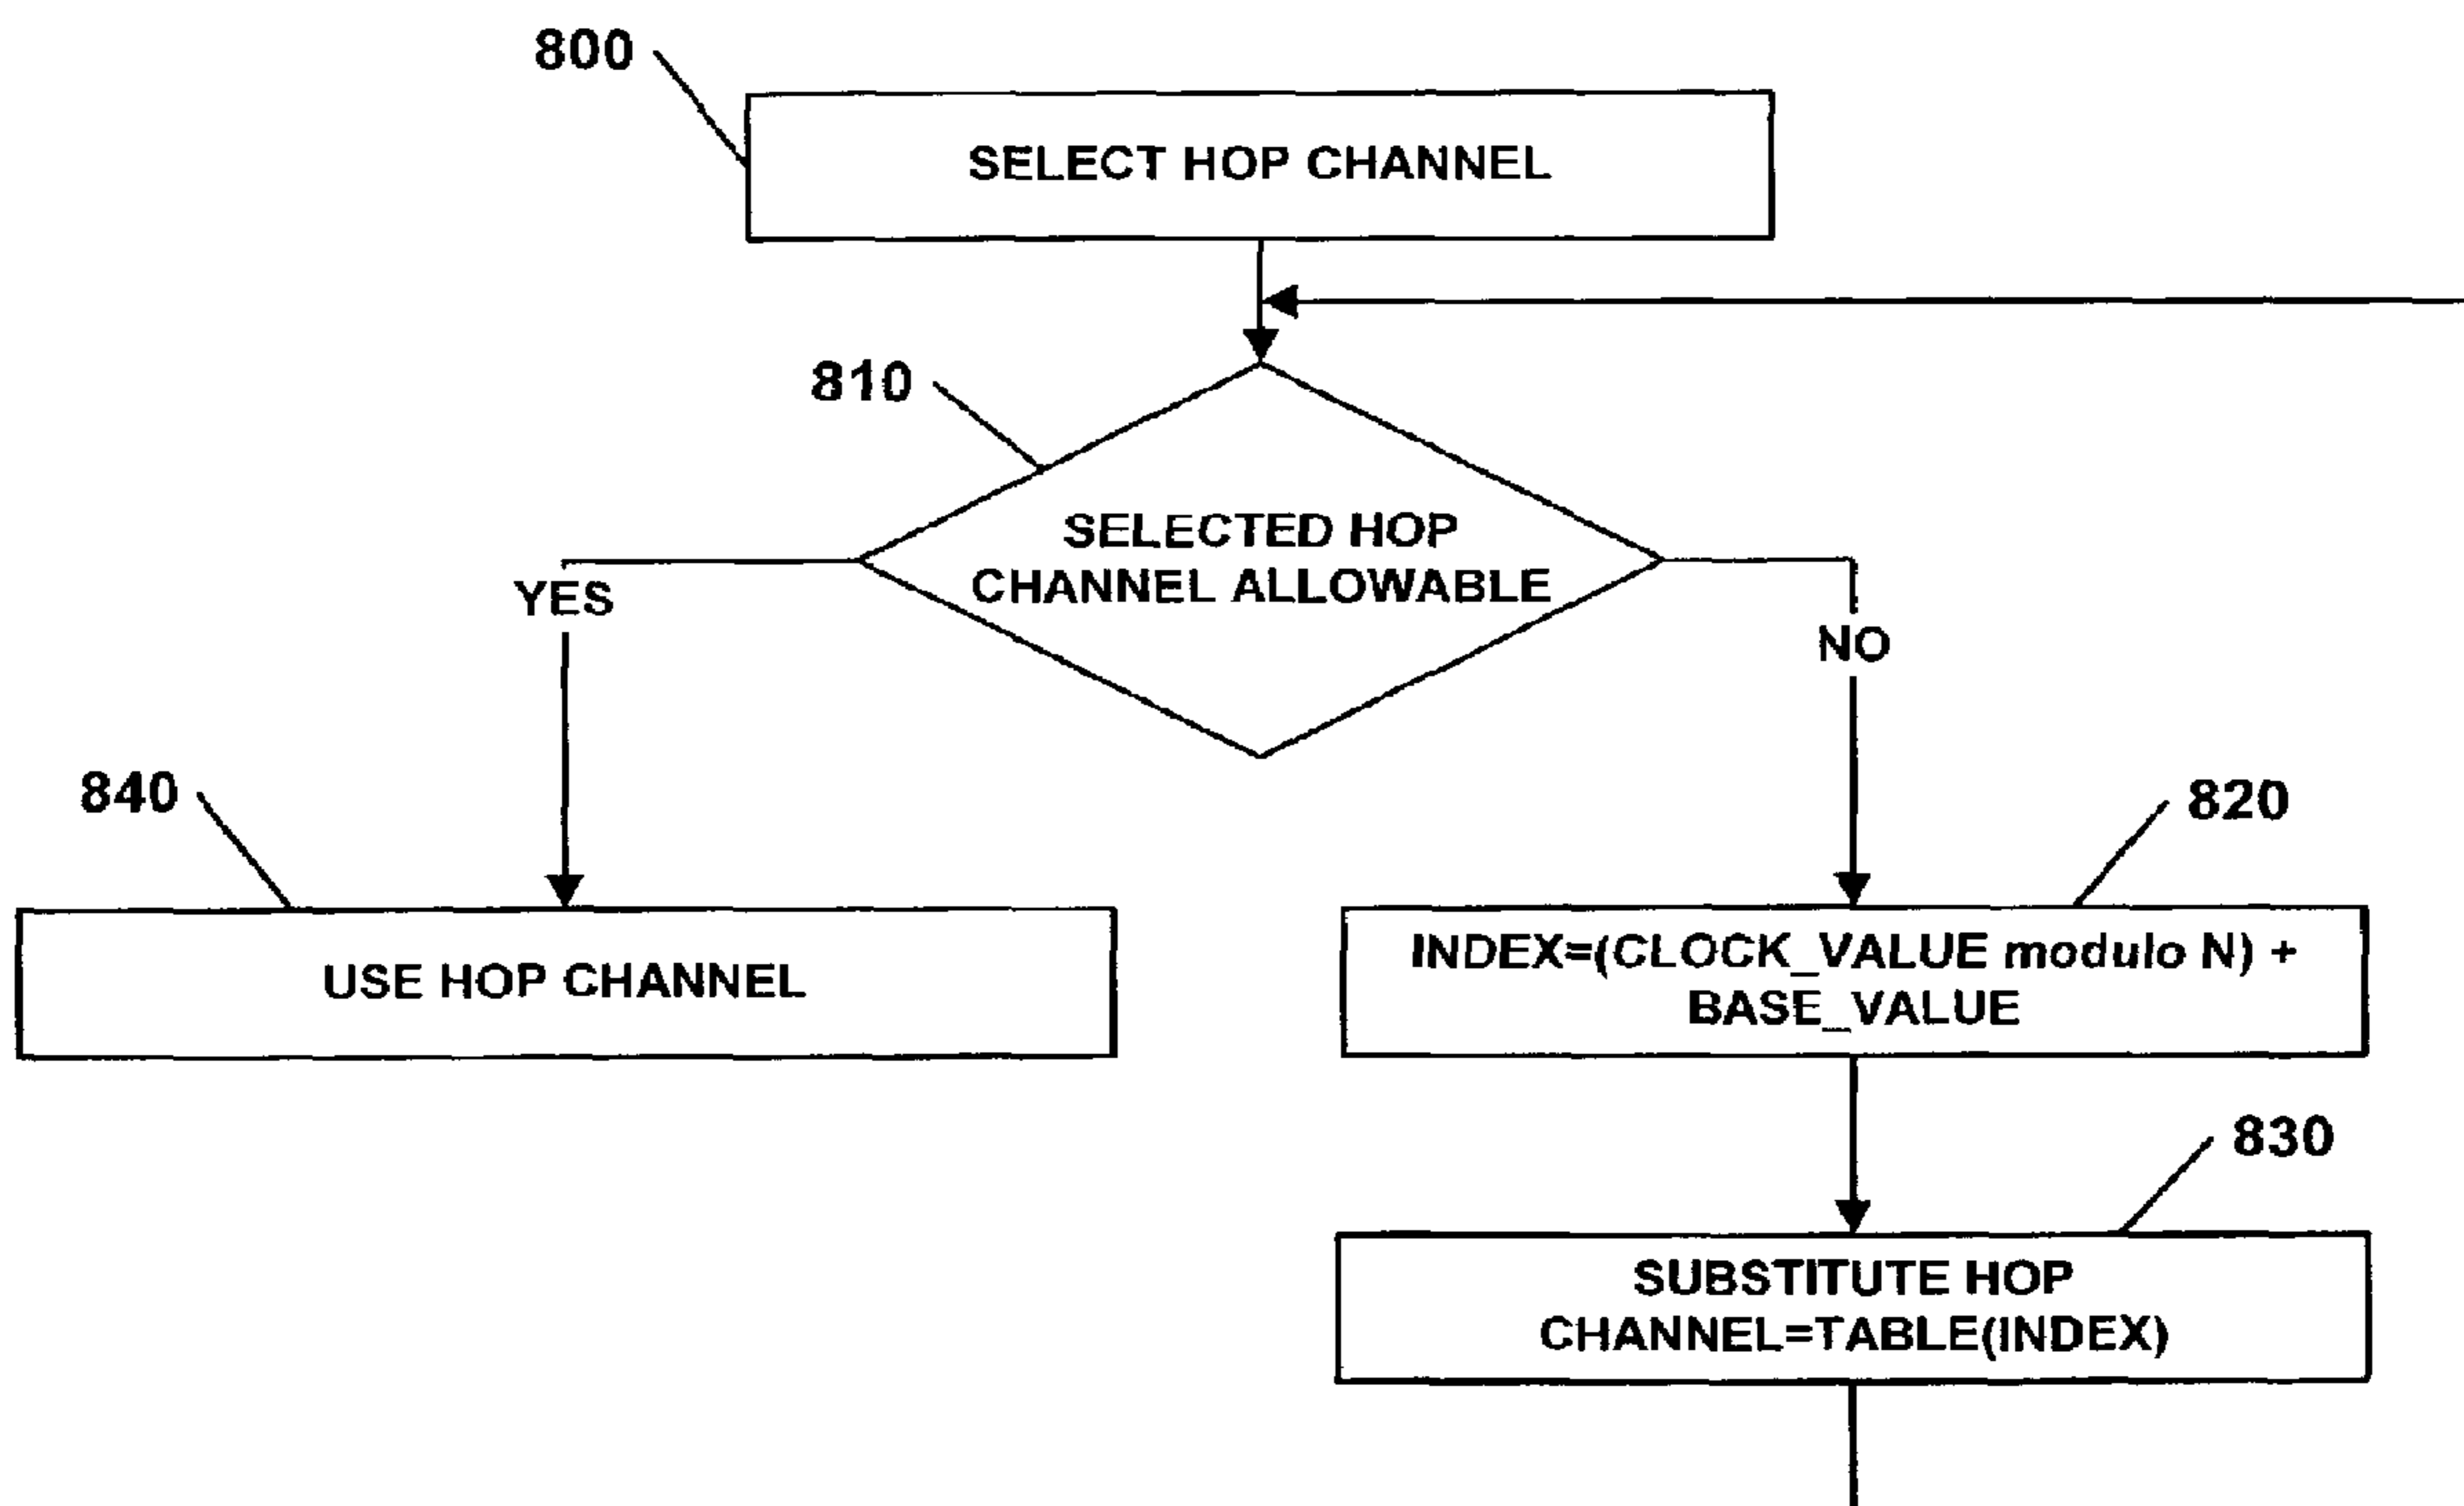 800
SELECT HOP CHANNEL
810
SELECTED HOP
CHANNEL ALLOWABLE
YES
NO
840
820
USE HOP CHANNEL
INDEX=(CLOCK_VALUE modulo N) +
BASE_VALUE
830
SUBSTITUTE HOP
CHANNEL=TABLE(INDEX)